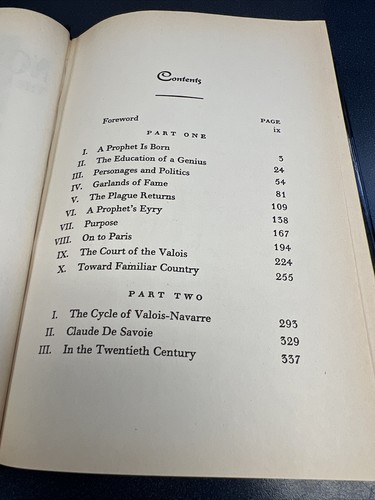 Contents
PAGE
Foreword ix
PART ONE
I. A Prophet Is Born 3
II. The Education of a Genius 24
III. Personages and Politics 54
IV. Garlands of Fame 81
V. The Plague Returns 109
VI. A Prophet's Eyry 138
VII. Purpose 167
VIII. On to Paris 194
IX. The Court of the Valois 224
X. Toward Familiar Country 255
PART TWO
I. The Cycle of Valois-Navarre 293
II. Claude De Savoie 329
III. In the Twentieth Century 337